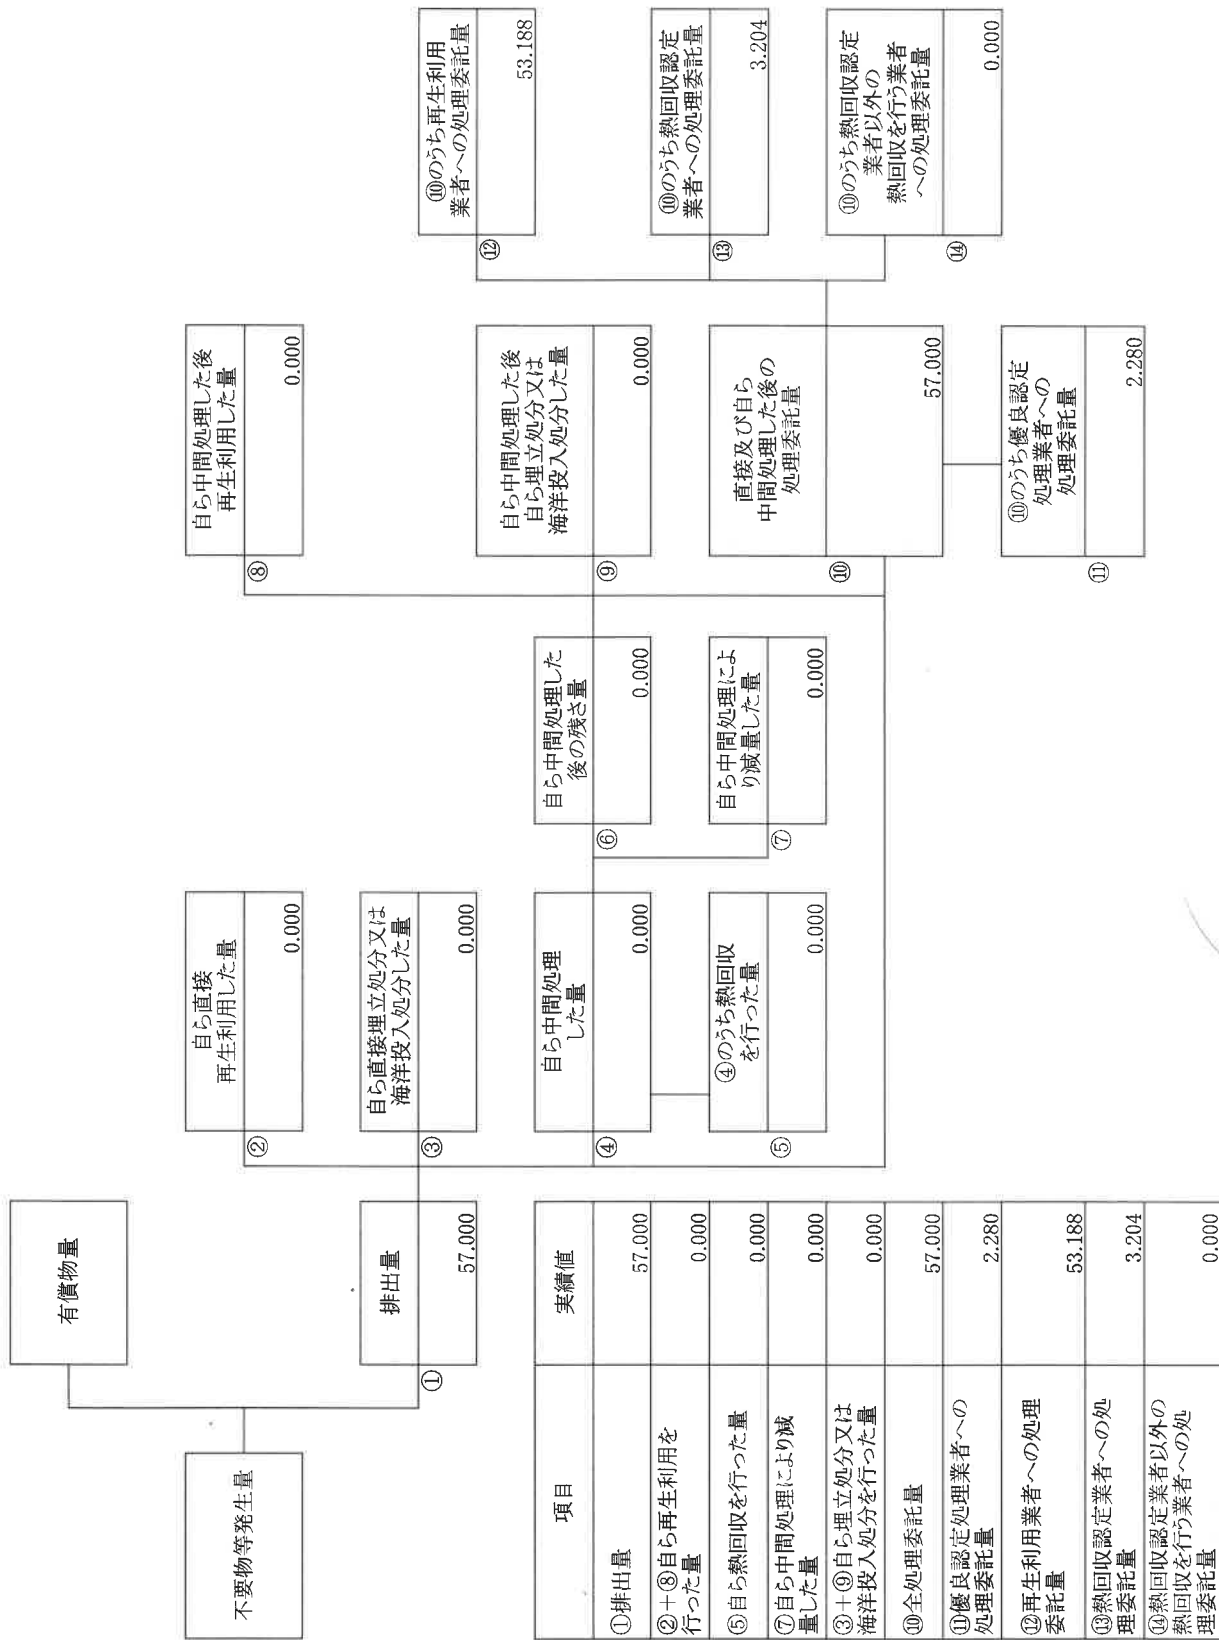 不要物等発生量
有償物量
①
排出量
57.000
②
自ら直接
再生利用した量
0.000
③
自ら直接埋立処分又は
海洋投入処分した量
0.000
④
自ら中間処理
した量
0.000
⑤
④のうち熱回収
を行った量
0.000
⑥
自ら中間処理した
後の残さ量
0.000
⑦
自ら中間処理によ
り減量した量
0.000
⑧
自ら中間処理した後
再生利用した量
0.000
⑨
自ら中間処理した後
自ら埋立処分又は
海洋投入処分した量
0.000
⑩
直接及び自ら
中間処理した後の
処理委託量
57.000
⑪
⑩のうち優良認定
処理業者への
処理委託量
2.280
⑫
⑩のうち再生利用
業者への処理委託量
53.188
⑬
⑩のうち熱回収認定
業者への処理委託量
3.204
⑭
⑩のうち熱回収認定
業者以外の
熱回収を行う業者
への処理委託量
0.000
項目 実績値
①排出量 57.000
②+⑧自ら再生利用を
行った量 0.000
⑤自ら熱回収を行った量 0.000
⑦自ら中間処理により減
量した量 0.000
③+⑨自ら埋立処分又は
海洋投入処分を行った量 0.000
⑩全処理委託量 57.000
⑪優良認定処理業者への
処理委託量 2.280
⑫再生利用業者への処理
委託量 53.188
⑬熱回収認定業者への処
理委託量 3.204
⑭熱回収認定業者以外の
熱回収を行う業者への処
理委託量 0.000